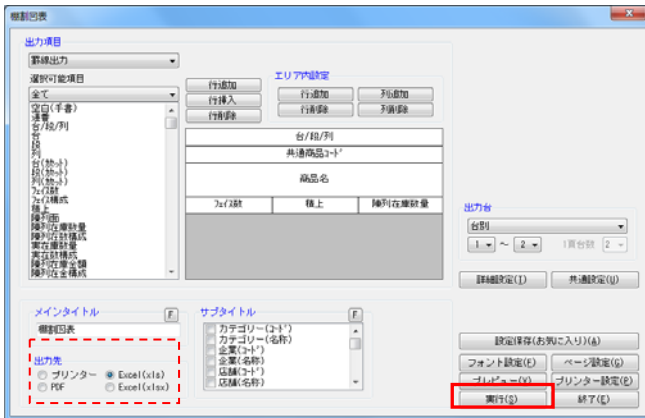 棚割図表
出力項目
罫線出力
選択可能項目
全て
空白(手書)
連番
台/段/列
台
段
列
台(ｶｾｯﾄ)
段(ｶｾｯﾄ)
列(ｶｾｯﾄ)
ﾌｪｲｽ数
ﾌｪｲｽ構成
積上
陳列面
陳列在庫数量
陳列在数構成
実在庫数量
実在数構成
陳列在庫金額
陳列在金構成
行追加
行挿入
行削除
エリア内設定
行追加
列追加
行削除
列削除
台/段/列
共通商品ｺｰﾄﾞ
商品名
ﾌｪｲｽ数
積上
陳列在庫数量
出力台
台別
1 ～ 2
1頁台数 2
詳細設定(I)
共通設定(U)
メインタイトル
F
棚割図表
サブタイトル
F
カテゴリー(ｺｰﾄﾞ)
カテゴリー(名称)
企業(ｺｰﾄﾞ)
企業(名称)
店舗(ｺｰﾄﾞ)
店舗(名称)
出力先
プリンター
Excel(xls)
PDF
Excel(xlsx)
設定保存(お気に入り)(A)
フォント設定(F)
ページ設定(G)
プレビュー(V)
プリンター設定(P)
実行(S)
終了(E)